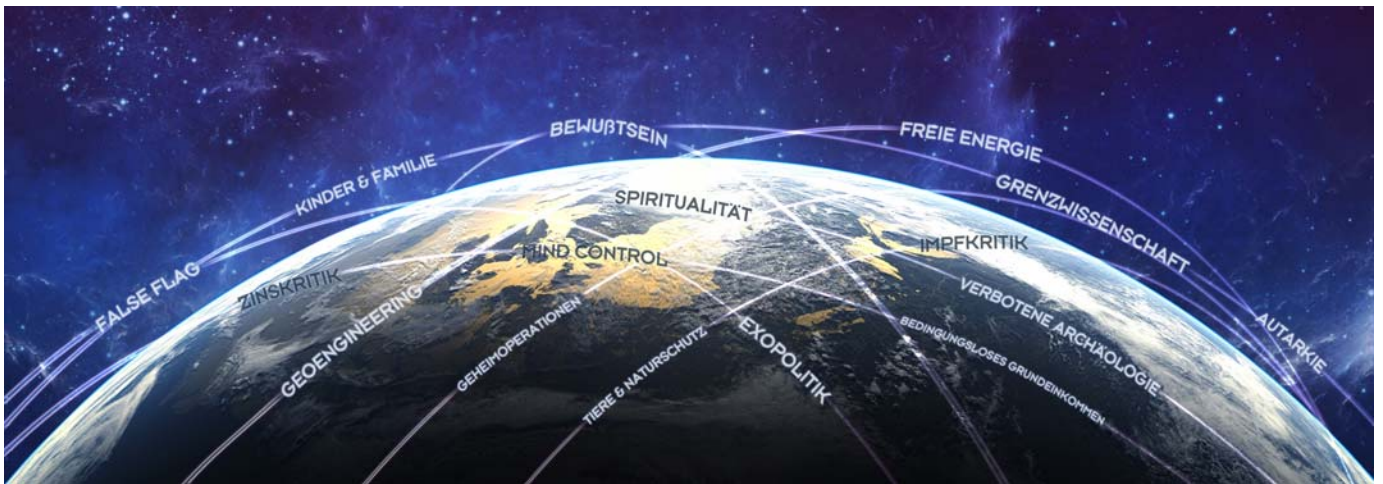 BEWUßTSEIN
FREIE ENERGIE
KINDER & FAMILIE
GRENZWISSENSCHAFT
SPIRITUALITÄT
IMPFKRITIK
MIND CONTROL
FALSE FLAG
ZINSKRITIK
GEOENGINEERING
GEHEIMOPERATIONEN
TIERE & NATURSCHUTZ
EXOPOLITIK
VERBOTENE ARCHÄOLOGIE
BEDINGUNGSLOSES GRUNDEINKOMMEN
AUTARKIE